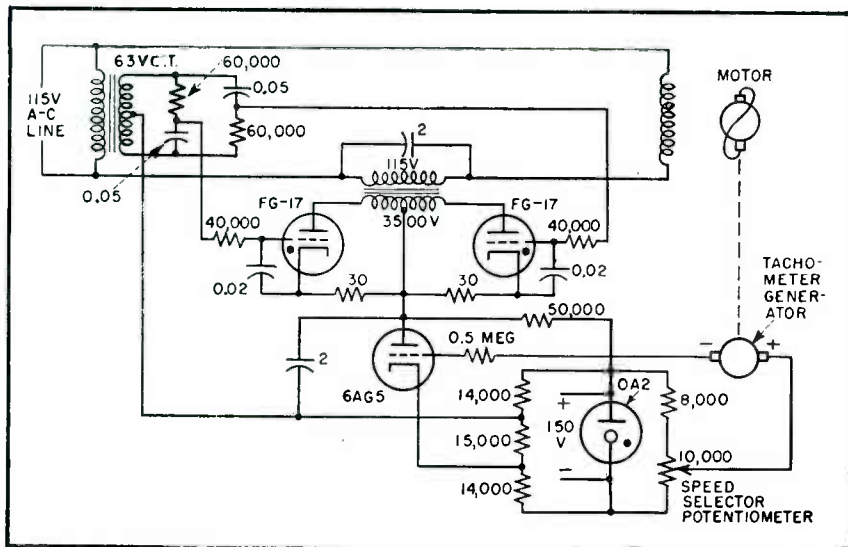 63V C.T.
60,000
0.05
115V
A-C
LINE
60,000
0.05
2
115V
3500V
MOTOR
FG-17
FG-17
40,000
40,000
0.02
0.02
30
30
50,000
TACHO-
METER
GENER-
ATOR
0.5 MEG
- +
2
6AG5
14,000
15,000
14,000
+
150
V
-
OA2
8,000
10,000
SPEED
SELECTOR
POTENTIOMETER